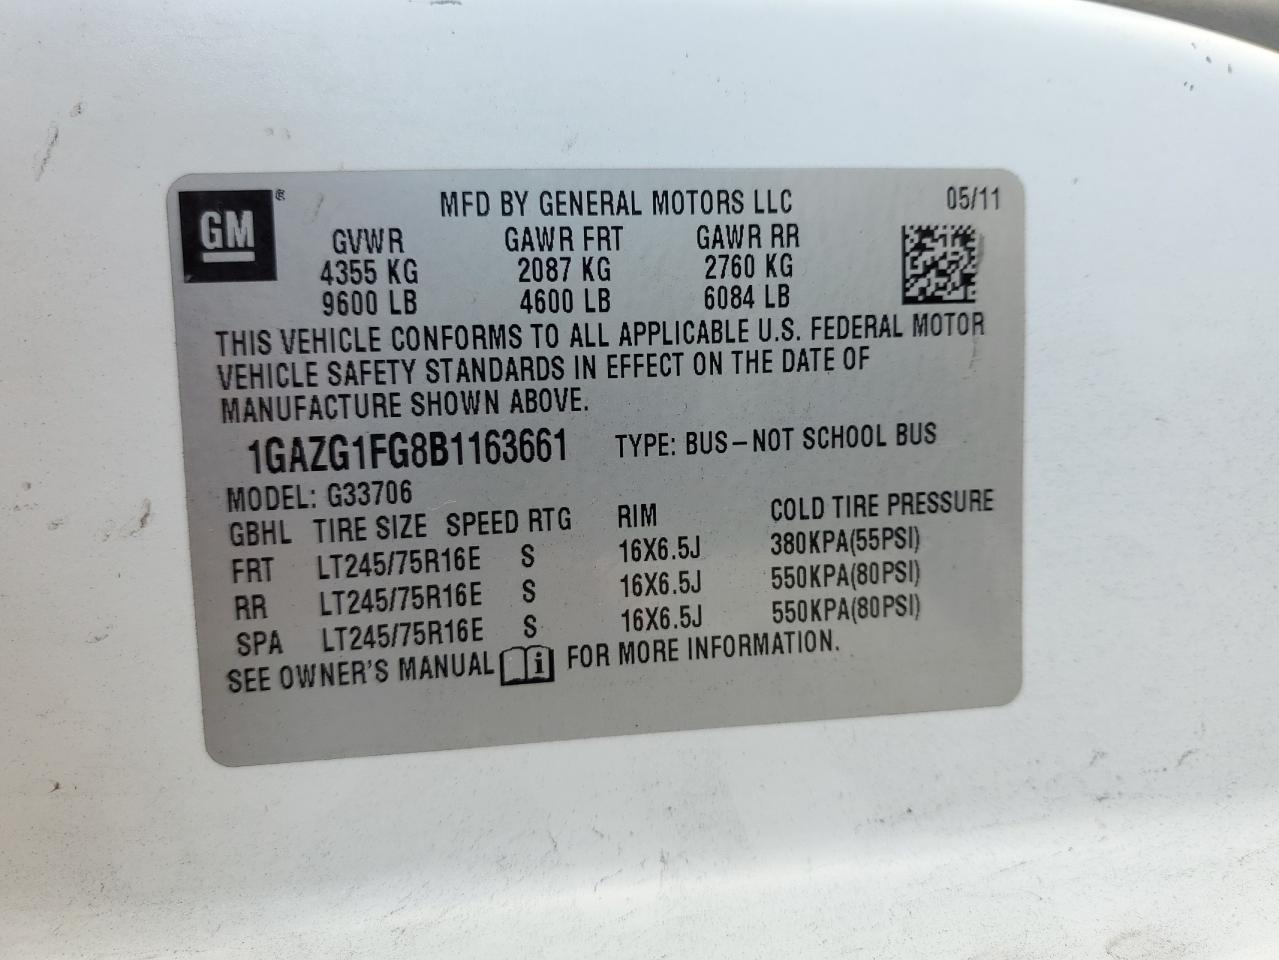 GM ® MFD BY GENERAL MOTORS LLC 05/11
GVWR GAWR FRT GAWR RR
4355 KG 2087 KG 2760 KG
9600 LB 4600 LB 6084 LB
THIS VEHICLE CONFORMS TO ALL APPLICABLE U.S. FEDERAL MOTOR
VEHICLE SAFETY STANDARDS IN EFFECT ON THE DATE OF
MANUFACTURE SHOWN ABOVE.
1GAZG1FG8B1163661 TYPE: BUS-NOT SCHOOL BUS
MODEL: G33706
GBHL TIRE SIZE SPEED RTG RIM COLD TIRE PRESSURE
FRT LT245/75R16E S 16X6.5J 380KPA(55PSI)
RR LT245/75R16E S 16X6.5J 550KPA(80PSI)
SPA LT245/75R16E S 16X6.5J 550KPA(80PSI)
SEE OWNER'S MANUAL i FOR MORE INFORMATION.